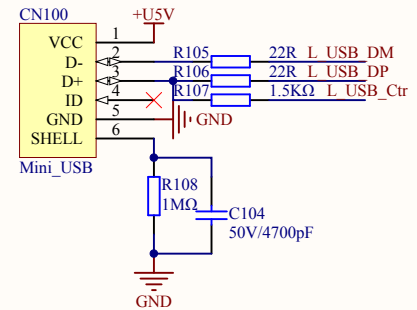 CN100
+U5V
VCC 1
D- 2 R105 22R L_USB_DM
D+ 3 R106 22R L_USB_DP
ID 4 R107 1.5KΩ L_USB_Ctr
GND 5 GND
SHELL 6
Mini_USB
R108
1MΩ
C104
50V/4700pF
GND